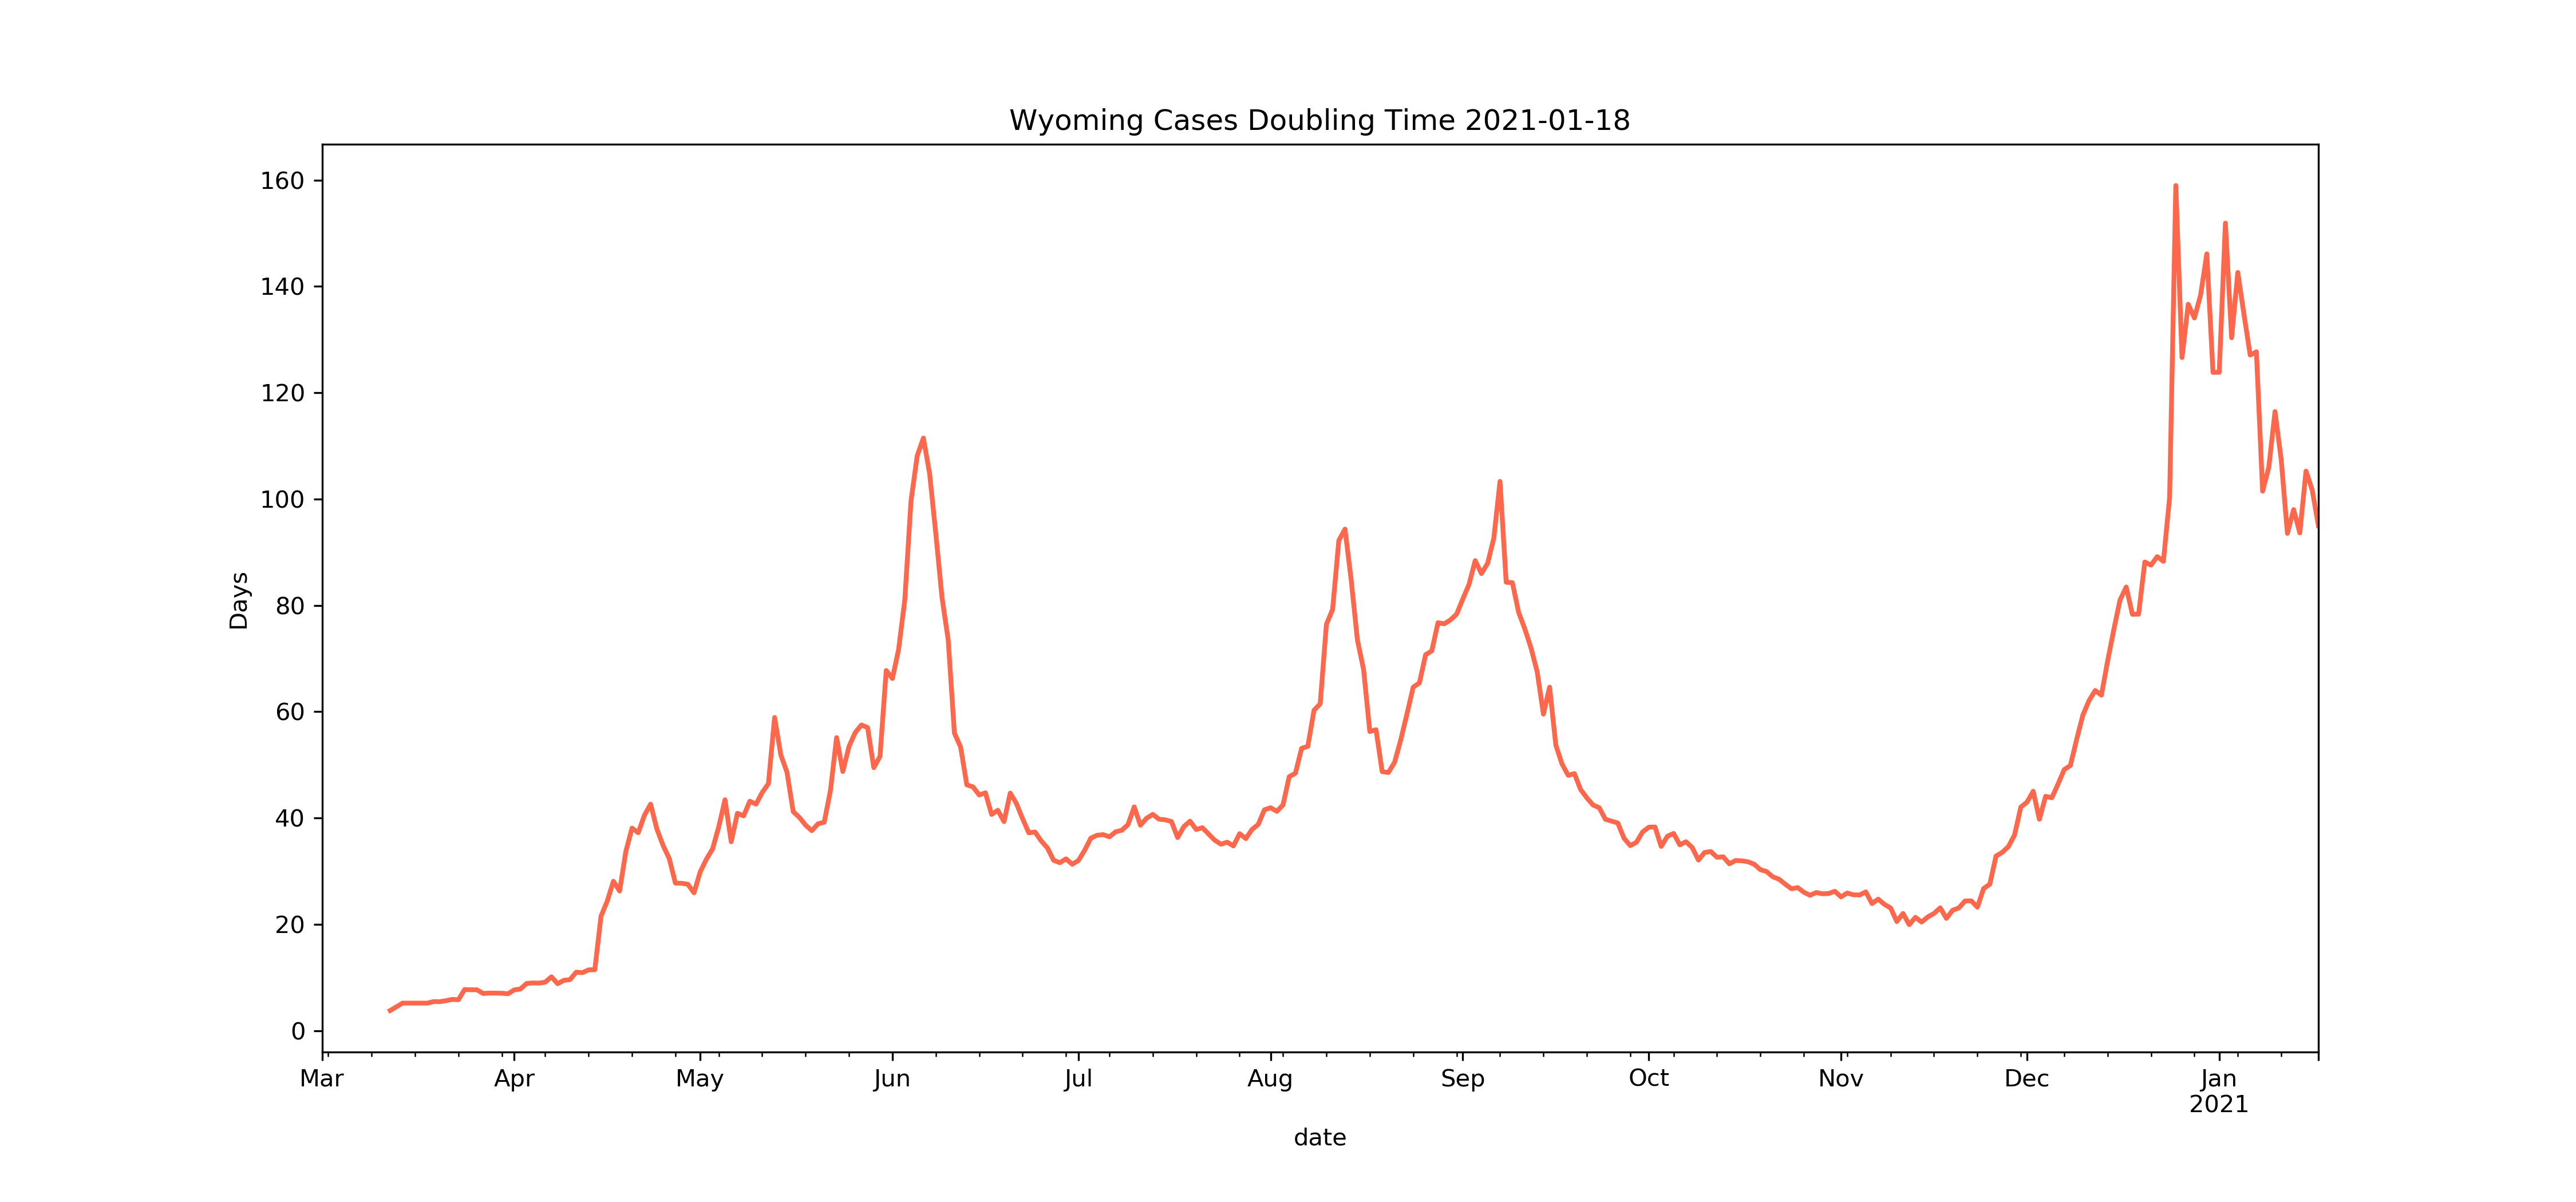 Wyoming Cases Doubling Time 2021-01-18
160
140
120
100
80
60
40
20
0
Days
Mar Apr May Jun Jul Aug Sep Oct Nov Dec Jan
2021
date